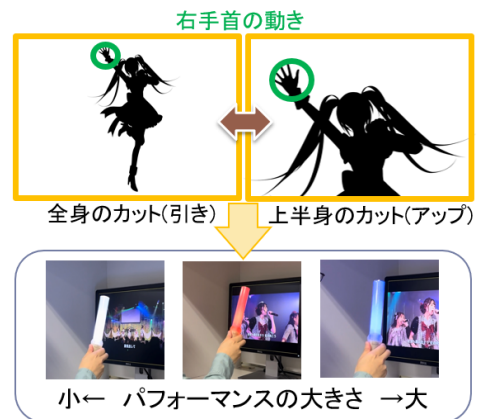 右手首の動き
全身のカット(引き)
上半身のカット(アップ)
小← パフォーマンスの大きさ →大